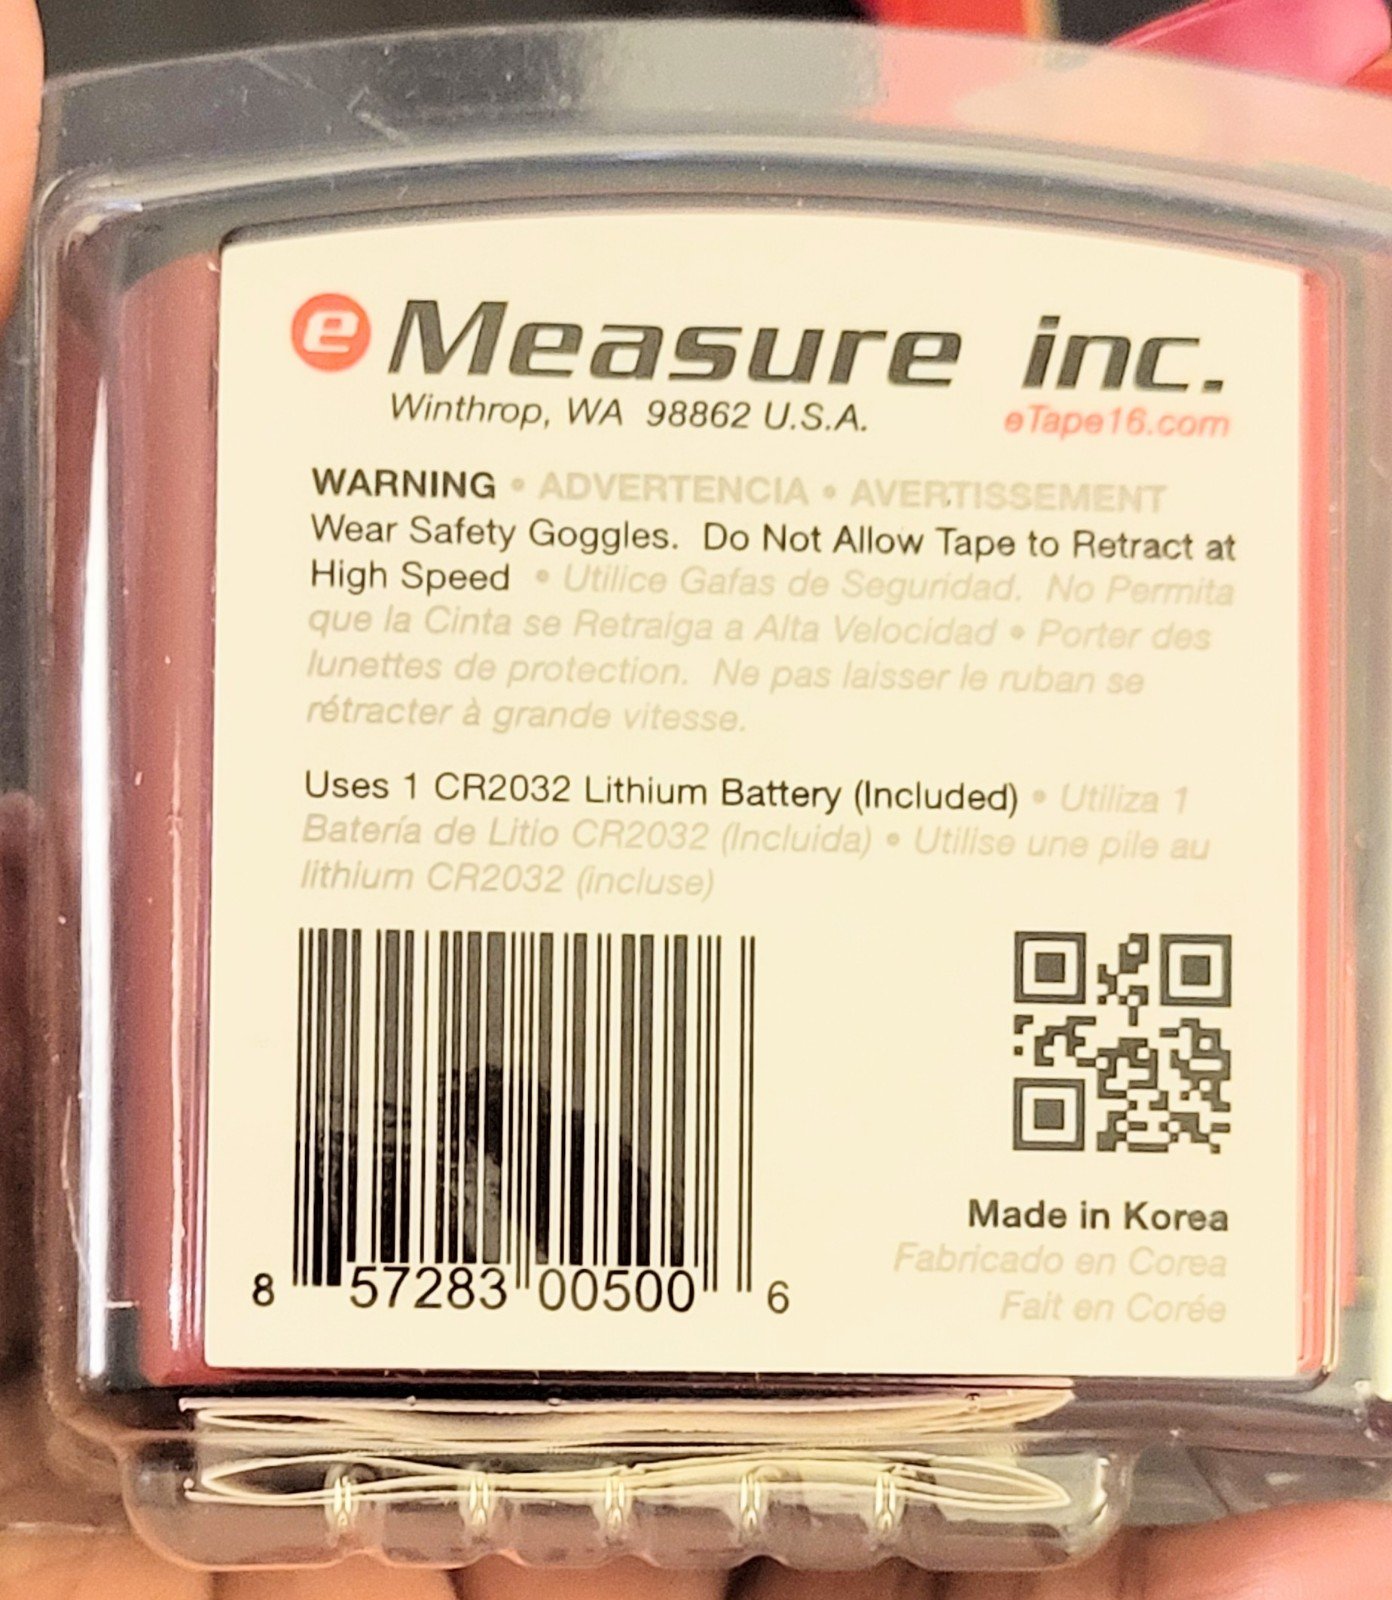 e Measure inc.
Winthrop, WA 98862 U.S.A. eTape16.com
WARNING • ADVERTENCIA • AVERTISSEMENT
Wear Safety Goggles. Do Not Allow Tape to Retract at
High Speed • Utilice Gafas de Seguridad. No Permita
que la Cinta se Retraiga a Alta Velocidad • Porter des
lunettes de protection. Ne pas laisser le ruban se
rétracter à grande vitesse.
Uses 1 CR2032 Lithium Battery (Included) • Utiliza 1
Batería de Litio CR2032 (Incluida) • Utilise une pile au
lithium CR2032 (incluse)
Made in Korea
Fabricado en Corea
Fait en Corée
8 57283 00500 6